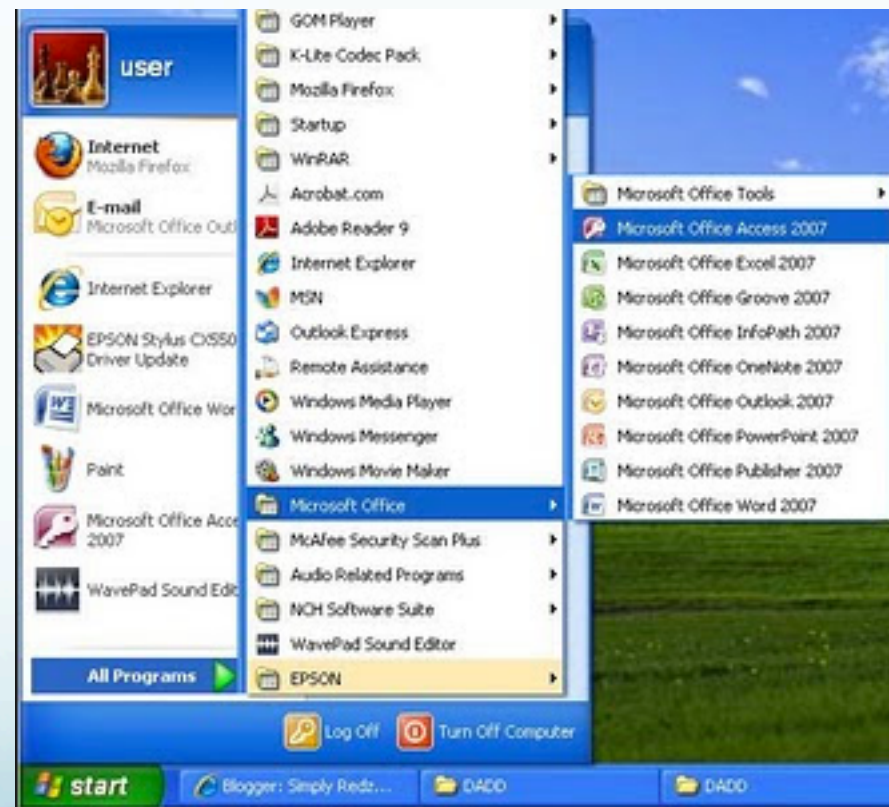 user
Internet
Mozilla Firefox
E-mail
Microsoft Office Outl
Internet Explorer
EPSON Stylus CX550
Driver Update
Microsoft Office Wor
Paint
Microsoft Office Acce
2007
WavePad Sound Edit
All Programs
GOM Player
K-Lite Codec Pack
Mozilla Firefox
Startup
WinRAR
Acrobat.com
Adobe Reader 9
Internet Explorer
MSN
Outlook Express
Remote Assistance
Windows Media Player
Windows Messenger
Windows Movie Maker
Microsoft Office
McAfee Security Scan Plus
Audio Related Programs
NCH Software Suite
WavePad Sound Editor
EPSON
Microsoft Office Tools
Microsoft Office Access 2007
Microsoft Office Excel 2007
Microsoft Office Groove 2007
Microsoft Office InfoPath 2007
Microsoft Office OneNote 2007
Microsoft Office Outlook 2007
Microsoft Office PowerPoint 2007
Microsoft Office Publisher 2007
Microsoft Office Word 2007
Log Off Turn Off Computer
start Blogger: Simply Redz... DADD DADD